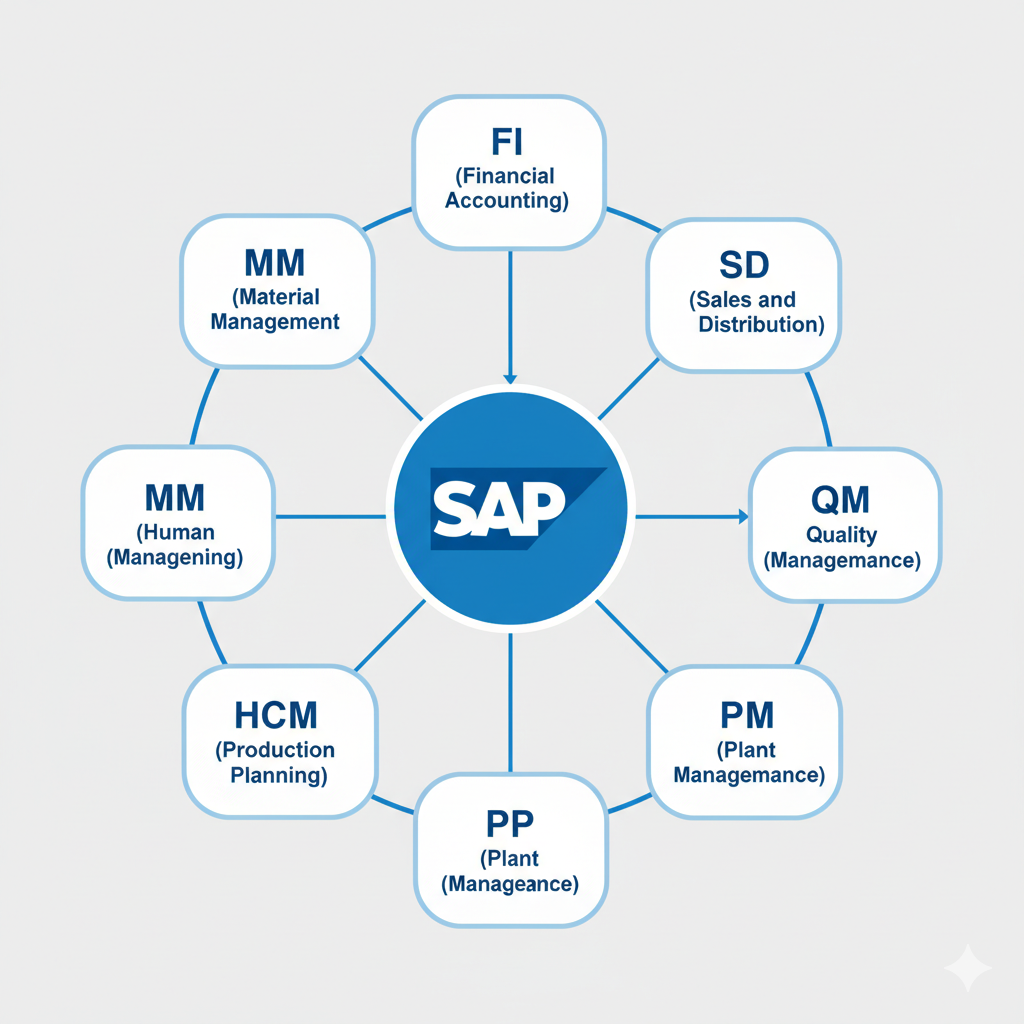 FI
(Financial
Accounting)
MM
(Material
Management
SD
(Sales and
Distribution)
MM
(Human
(Managening)
SAP
QM
Quality
(Managemance)
HCM
(Production
Planning)
PM
(Plant
Managemance)
PP
(Plant
(Manageance)